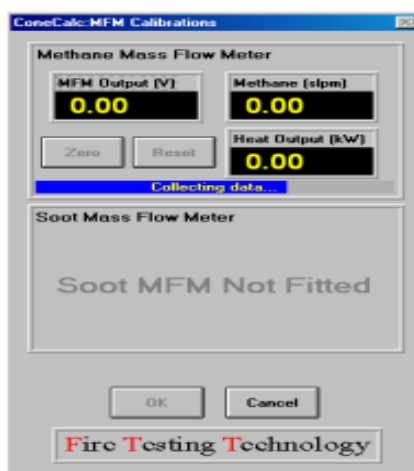 ConeCalc:MFM Calibrations
Methane Mass Flow Meter
MFM Output (V)
Methane (slpm)
0.00
0.00
Zero
Reset
Heat Output (kW)
0.00
Collecting data...
Soot Mass Flow Meter
Soot MFM Not Fitted
OK
Cancel
Fire Testing Technology